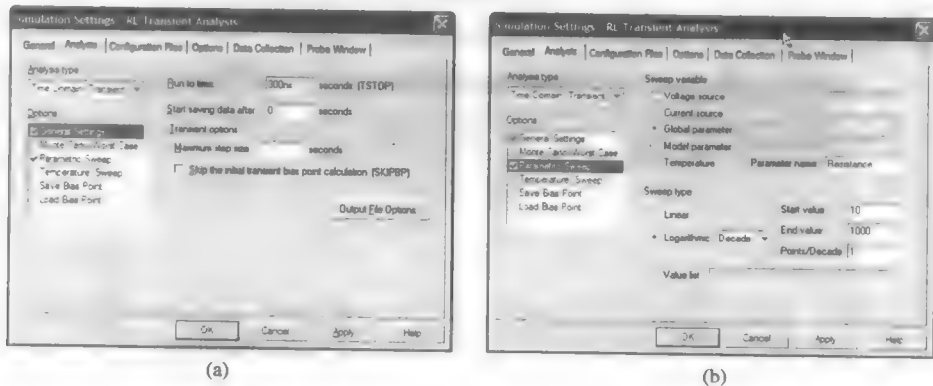 Simulation Settings - RL Transient Analysis
General Analysis Configuration Files Options Data Collection Probe Window
Analysis type
Time Domain Transient
Options
General Settings
Monte Carlo/Worst Case
Parametric Sweep
Temperature Sweep
Save Bias Point
Load Bias Point
Run to time 300ns seconds (TSTOP)
Start saving data after 0 seconds
Transient options
Maximum step size seconds
Skip the initial transient bias point calculation (SKIPBP)
Output File Options
OK Cancel Apply Help
(a)
Simulation Settings - RL Transient Analysis
General Analysis Configuration Files Options Data Collection Probe Window
Analysis type
Time Domain Transient
Options
General Settings
Monte Carlo/Worst Case
Parametric Sweep
Temperature Sweep
Save Bias Point
Load Bias Point
Sweep variable
Voltage source
Current source
Global parameter
Model parameter
Temperature Parameter name Resistance
Sweep type
Linear Start value 10
Logarithmic Decade End value 1000
Points/Decade 1
Value list
OK Cancel Apply Help
(b)